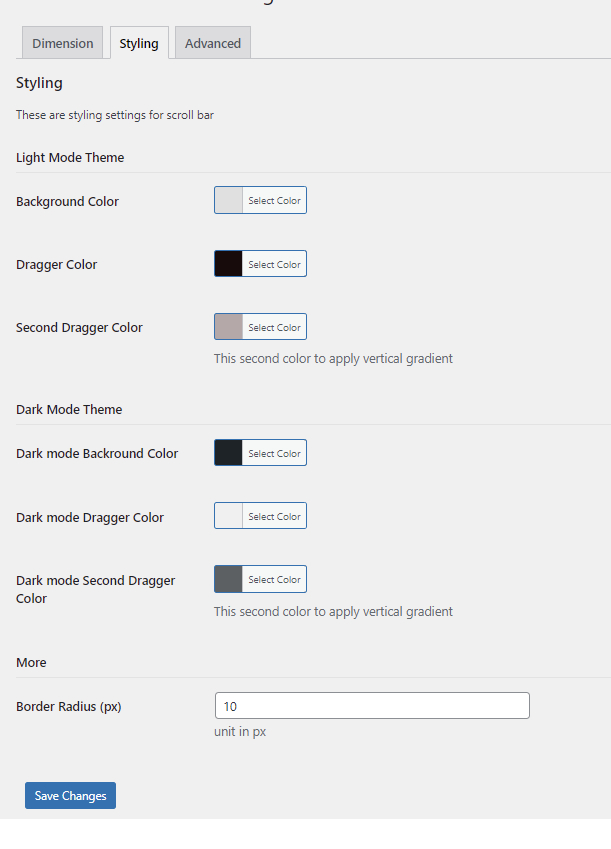 Dimension
Styling
Advanced
Styling
These are styling settings for scroll bar
Light Mode Theme
Background Color
Select Color
Dragger Color
Select Color
Second Dragger Color
Select Color
This second color to apply vertical gradient
Dark Mode Theme
Dark mode Backround Color
Select Color
Dark mode Dragger Color
Select Color
Dark mode Second Dragger
Color
Select Color
This second color to apply vertical gradient
More
Border Radius (px)
10
unit in px
Save Changes